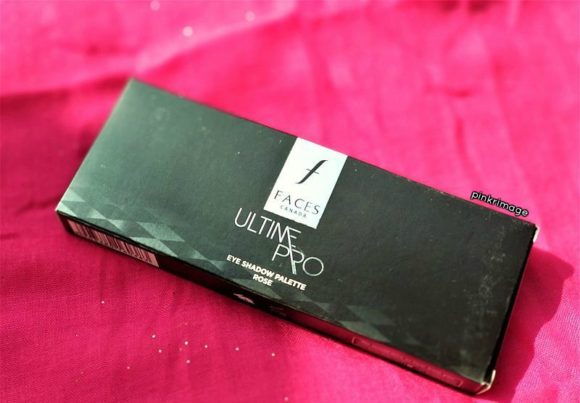 f
FACES
CANADA
ULTIME
PRO
EYE SHADOW PALETTE
ROSE
pinkrimage